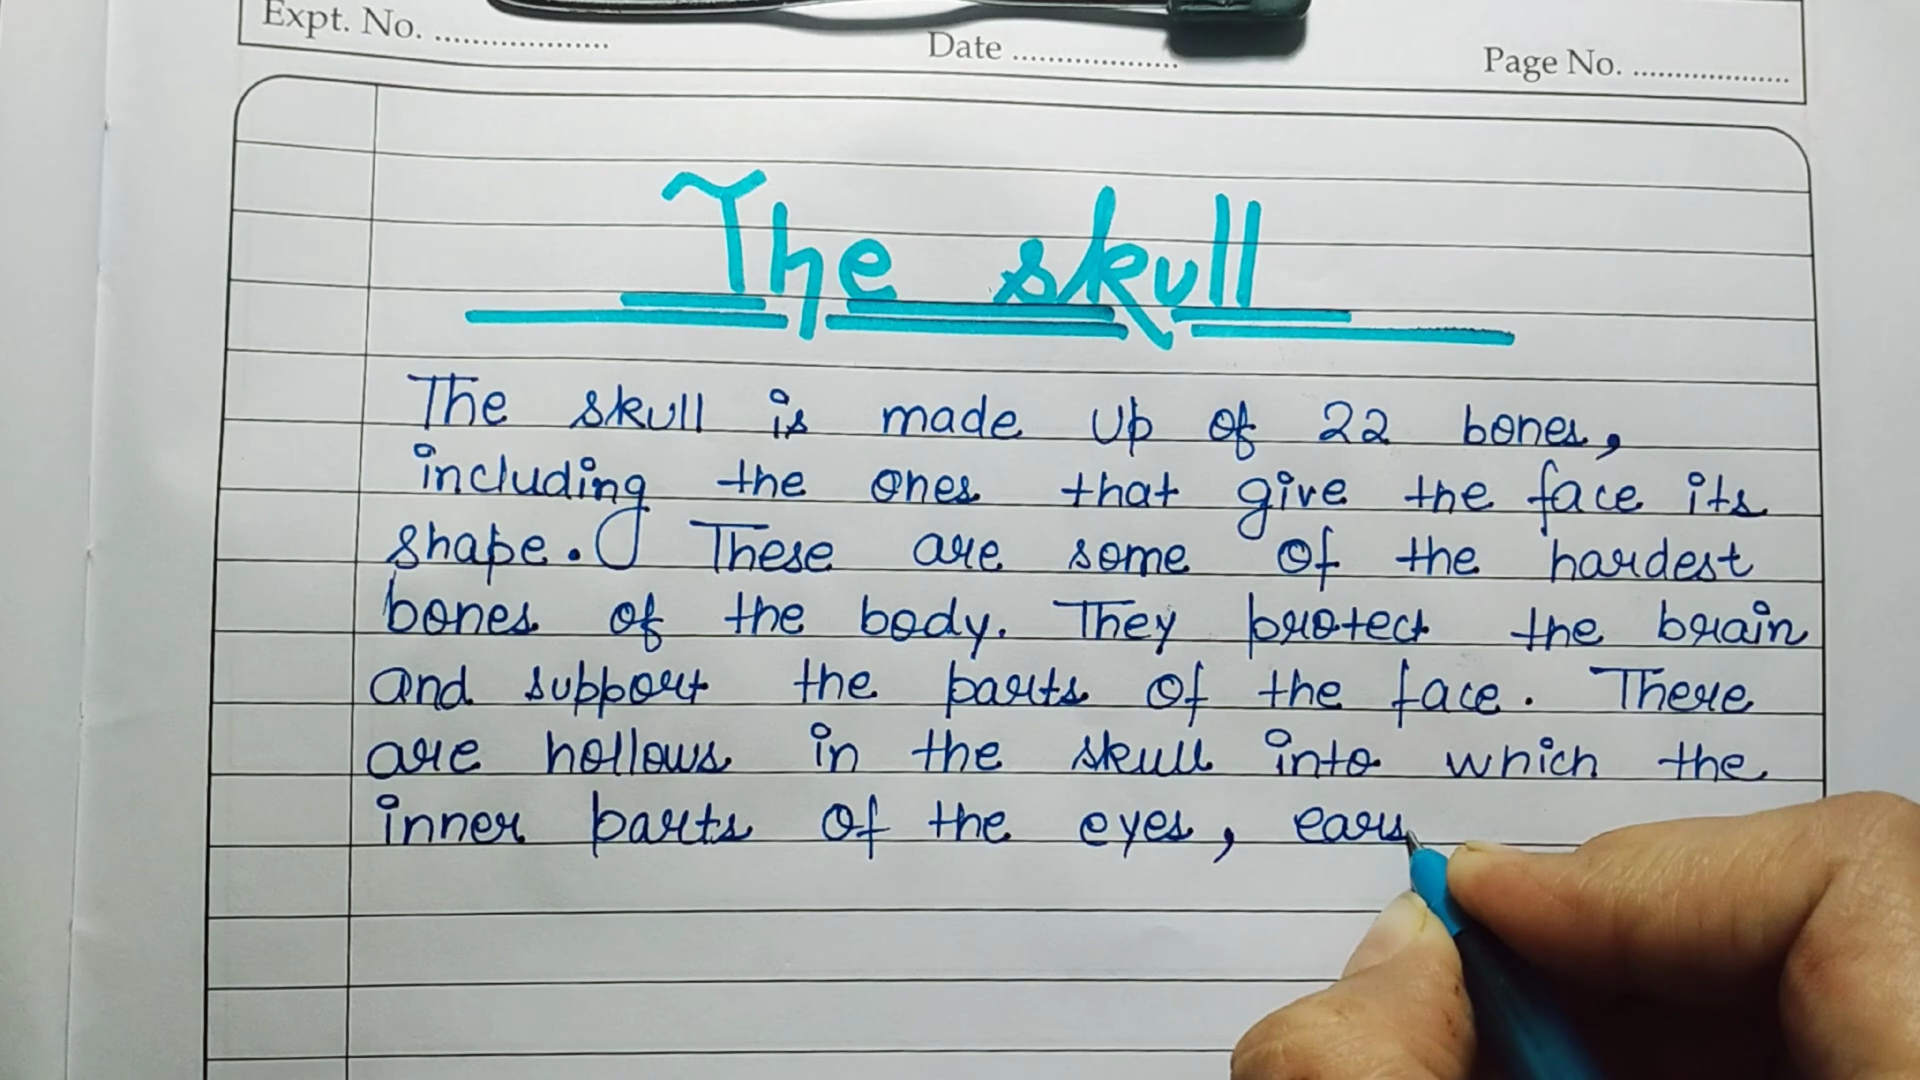 Expt. No. ...................
Date ...................
Page No. ...................
The skull
The skull is made up of 22 bones,
including the ones that give the face its
shape. These are some of the hardest
bones of the body. They protect the brain
and support the parts of the face. There
are hollows in the skull into which the
inner parts of the eyes, ears